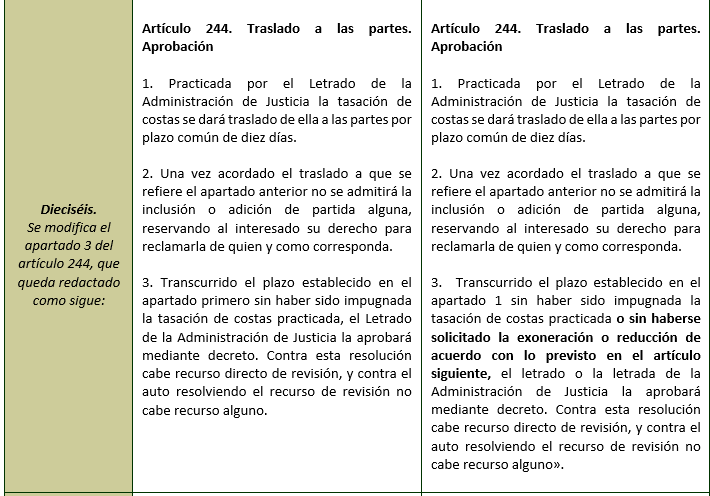 Dieciséis.
Se modifica el
apartado 3 del
artículo 244, que
queda redactado
como sigue:
Artículo 244. Traslado a las partes.
Aprobación
1. Practicada por el Letrado de la
Administración de Justicia la tasación de
costas se dará traslado de ella a las partes por
plazo común de diez días.
2. Una vez acordado el traslado a que se
refiere el apartado anterior no se admitirá la
inclusión o adición de partida alguna,
reservando al interesado su derecho para
reclamarla de quien y como corresponda.
3. Transcurrido el plazo establecido en el
apartado primero sin haber sido impugnada
la tasación de costas practicada, el Letrado
de la Administración de Justicia la aprobará
mediante decreto. Contra esta resolución
cabe recurso directo de revisión, y contra el
auto resolviendo el recurso de revisión no
cabe recurso alguno.
Artículo 244. Traslado a las partes.
Aprobación
1. Practicada por el Letrado de la
Administración de Justicia la tasación de
costas se dará traslado de ella a las partes por
plazo común de diez días.
2. Una vez acordado el traslado a que se
refiere el apartado anterior no se admitirá la
inclusión o adición de partida alguna,
reservando al interesado su derecho para
reclamarla de quien y como corresponda.
3. Transcurrido el plazo establecido en el
apartado 1 sin haber sido impugnada la
tasación de costas practicada o sin haberse
solicitado la exoneración o reducción de
acuerdo con lo previsto en el artículo
siguiente, el letrado o la letrada de la
Administración de Justicia la aprobará
mediante decreto. Contra esta resolución
cabe recurso directo de revisión, y contra el
auto resolviendo el recurso de revisión no
cabe recurso alguno».